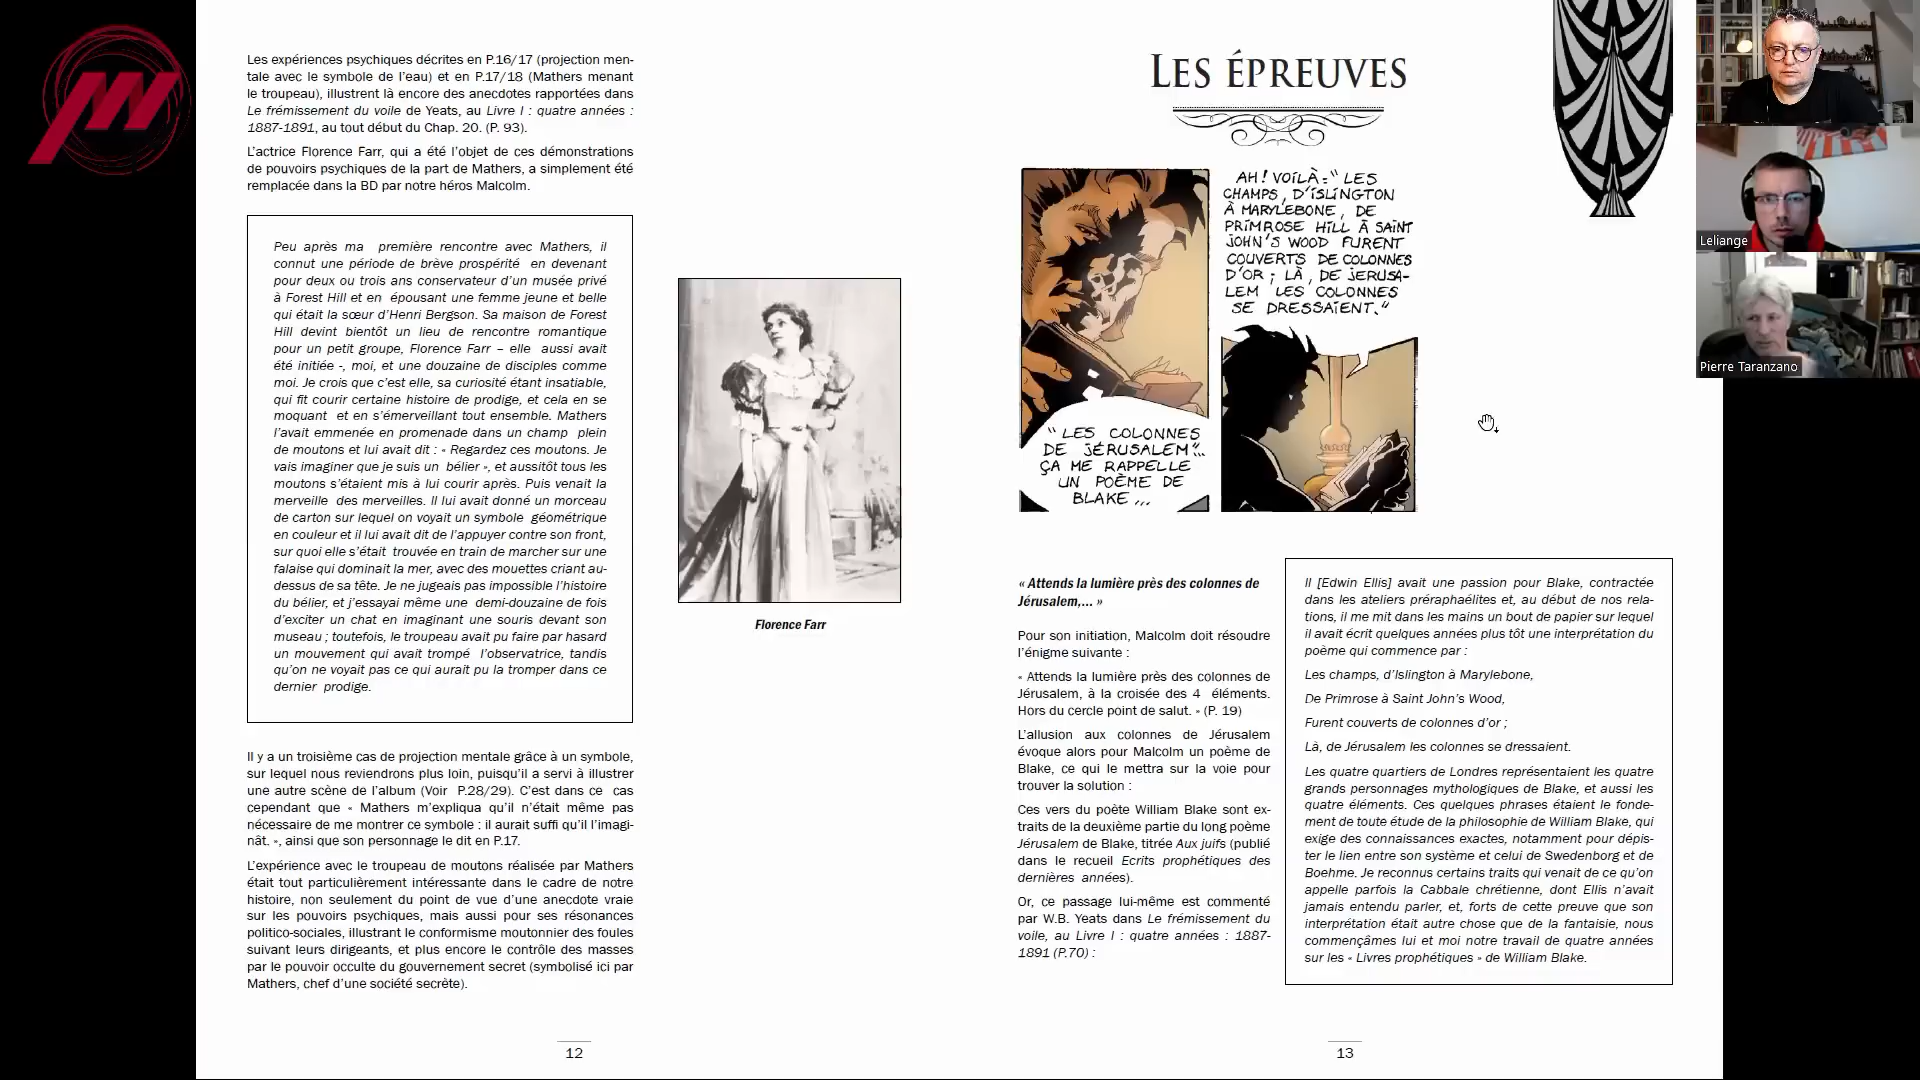 Les expériences psychiques décrites en P.16/17 (projection men-
tale avec le symbole de l'eau) et en P.17/18 (Mathers menant
le troupeau), illustrent là encore des anecdotes rapportées dans
Le frémissement du voile de Yeats, au Livre I : quatre années :
1887-1891, au tout début du Chap. 20. (P. 93).
L'actrice Florence Farr, qui a été l'objet de ces démonstrations
de pouvoirs psychiques de la part de Mathers, a simplement été
remplacée dans la BD par notre héros Malcolm.
Peu après ma première rencontre avec Mathers, il
connut une période de brève prospérité en devenant
pour deux ou trois ans conservateur d'un musée privé
à Forest Hill et en épousant une femme jeune et belle
qui était la sœur d'Henri Bergson. Sa maison de Forest
Hill devint bientôt un lieu de rencontre romantique
pour un petit groupe, Florence Farr – elle aussi avait
été initiée -, moi, et une douzaine de disciples comme
moi. Je crois que c'est elle, sa curiosité étant insatiable,
qui fit courir certaine histoire de prodige, et cela en se
moquant et en s'émerveillant tout ensemble. Mathers
l'avait emmenée en promenade dans un champ plein
de moutons et lui avait dit : « Regardez ces moutons. Je
vais imaginer que je suis un bélier », et aussitôt tous les
moutons s'étaient mis à lui courir après. Puis venait la
merveille des merveilles. Il lui avait donné un morceau
de carton sur lequel on voyait un symbole géométrique
en couleur et il lui avait dit de l'appuyer contre son front,
sur quoi elle s'était trouvée en train de marcher sur une
falaise qui dominait la mer, avec des mouettes criant au-
dessus de sa tête. Je ne jugeais pas impossible l'histoire
du bélier, et j'essayai même une demi-douzaine de fois
d'exciter un chat en imaginant une souris devant son
museau ; toutefois, le troupeau avait pu faire par hasard
un mouvement qui avait trompé l'observatrice, tandis
qu'on ne voyait pas ce qui aurait pu la tromper dans ce
dernier prodige.
Florence Farr
Il y a un troisième cas de projection mentale grâce à un symbole,
sur lequel nous reviendrons plus loin, puisqu'il a servi à illustrer
une autre scène de l'album (Voir P.28/29). C'est dans ce cas
cependant que « Mathers m'expliqua qu'il n'était même pas
nécessaire de me montrer ce symbole : il aurait suffi qu'il l'imagi-
nât. », ainsi que son personnage le dit en P.17.
L'expérience avec le troupeau de moutons réalisée par Mathers
était tout particulièrement intéressante dans le cadre de notre
histoire, non seulement du point de vue d'une anecdote vraie
sur les pouvoirs psychiques, mais aussi pour ses résonances
politico-sociales, illustrant le conformisme moutonnier des foules
suivant leurs dirigeants, et plus encore le contrôle des masses
par le pouvoir occulte du gouvernement secret (symbolisé ici par
Mathers, chef d'une société secrète).
12
LES ÉPREUVES
"LES COLONNES
DE JÉRUSALEM"...
ÇA ME RAPPELLE
UN POÈME DE
BLAKE...
AH! VOILÀ: "LES
CHAMPS, D'ISLINGTON
À MARYLEBONE, DE
PRIMROSE HILL À SAINT
JOHN'S WOOD FURENT
COUVERTS DE COLONNES
D'OR ; LÀ, DE JERUSA-
LEM LES COLONNES
SE DRESSAIENT."
« Attends la lumière près des colonnes de
Jérusalem,... »
Pour son initiation, Malcolm doit résoudre
l'énigme suivante :
« Attends la lumière près des colonnes de
Jérusalem, à la croisée des 4 éléments.
Hors du cercle point de salut. » (P. 19)
L'allusion aux colonnes de Jérusalem
évoque alors pour Malcolm un poème de
Blake, ce qui le mettra sur la voie pour
trouver la solution :
Ces vers du poète William Blake sont ex-
traits de la deuxième partie du long poème
Jérusalem de Blake, titrée Aux juifs (publié
dans le recueil Ecrits prophétiques des
dernières années).
Or, ce passage lui-même est commenté
par W.B. Yeats dans Le frémissement du
voile, au Livre I : quatre années : 1887-
1891 (P.70) :
Il [Edwin Ellis] avait une passion pour Blake, contractée
dans les ateliers préraphaélites et, au début de nos rela-
tions, il me mit dans les mains un bout de papier sur lequel
il avait écrit quelques années plus tôt une interprétation du
poème qui commence par :
Les champs, d'Islington à Marylebone,
De Primrose à Saint John's Wood,
Furent couverts de colonnes d'or ;
Là, de Jérusalem les colonnes se dressaient.
Les quatre quartiers de Londres représentaient les quatre
grands personnages mythologiques de Blake, et aussi les
quatre éléments. Ces quelques phrases étaient le fonde-
ment de toute étude de la philosophie de William Blake, qui
exige des connaissances exactes, notamment pour dépis-
ter le lien entre son système et celui de Swedenborg et de
Boehme. Je reconnus certains traits qui venait de ce qu'on
appelle parfois la Cabbale chrétienne, dont Ellis n'avait
jamais entendu parler, et, forts de cette preuve que son
interprétation était autre chose que de la fantaisie, nous
commençâmes lui et moi notre travail de quatre années
sur les « Livres prophétiques » de William Blake.
13
Leliange
Pierre Taranzano